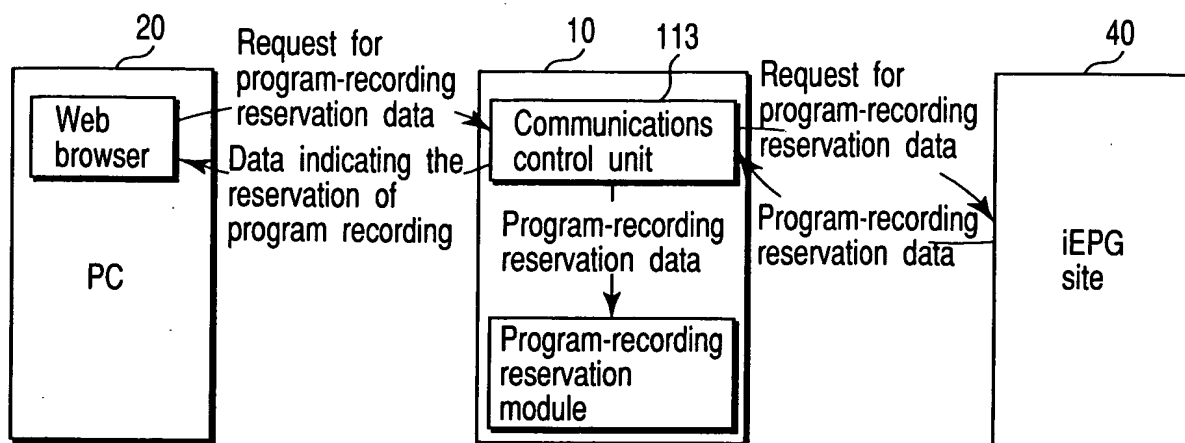 20
Request for
program-recording
reservation data
10
113
Request for
program-recording
reservation data
40
Web
browser
Communications
control unit
Data indicating the
reservation of
program recording
Program-recording
reservation data
Program-recording
reservation data
PC
iEPG
site
Program-recording
reservation
module